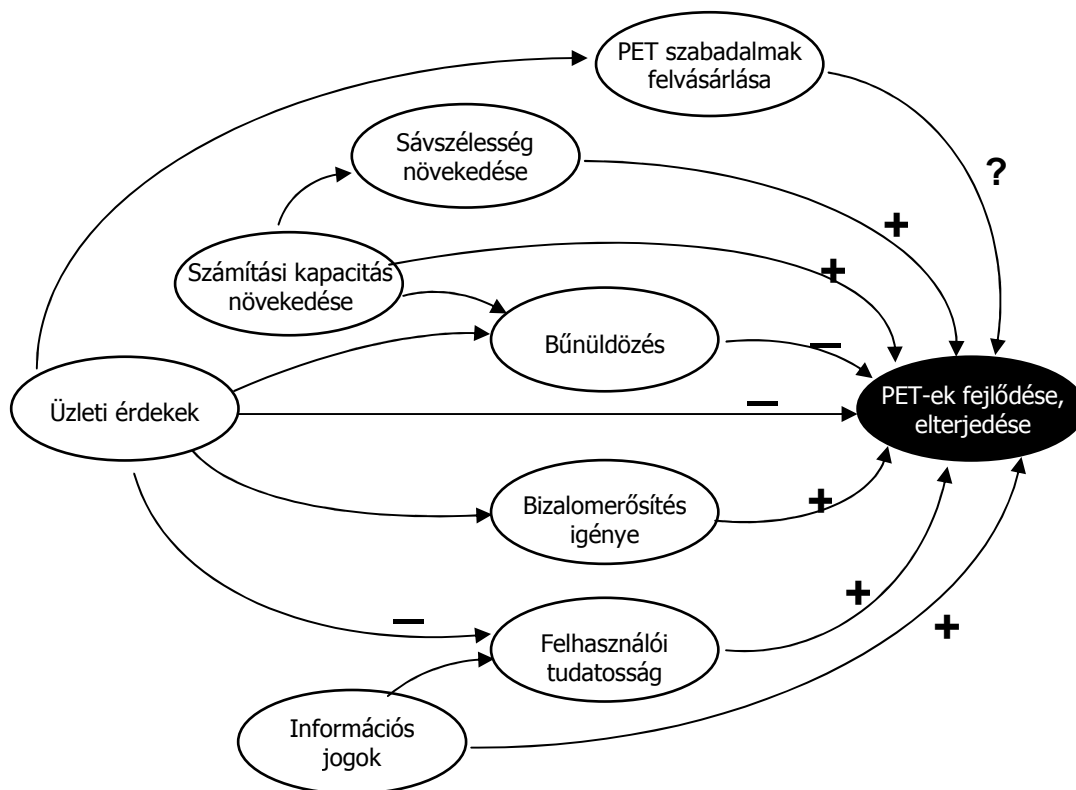 PET szabadalmak
felvásárlása
Sávszélesség
növekedése
?
+
Számítási kapacitás
növekedése
+
Bűnüldözés
–
PET-ek fejlődése,
elterjedése
Üzleti érdekek
–
Bizalomerősítés
igénye
+
+
–
Felhasználói
tudatosság
+
Információs
jogok